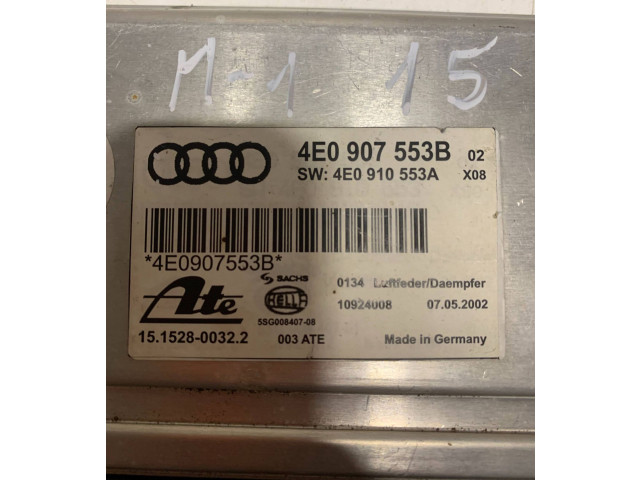 M-1 15
4E0 907 553B 02
SW: 4E0 910 553A X08
*4E0907553B*
SACHS
0134 Luftfeder/Daempfer
Ate
HELLA
10924008 07.05.2002
5SG008407-08
15.1528-0032.2 003 ATE Made in Germany